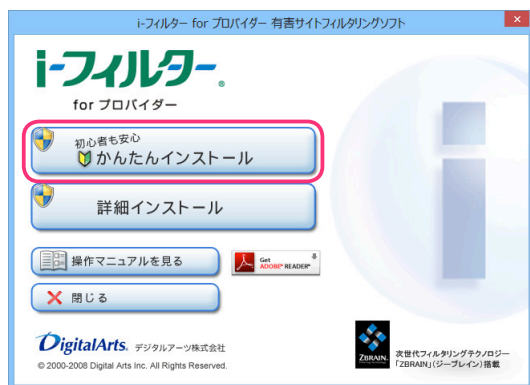 i-フィルター for プロバイダー 有害サイトフィルタリングソフト
i-フィルター®
for プロバイダー
初心者も安心
かんたんインストール
詳細インストール
操作マニュアルを見る
Get
ADOBE® READER®
閉じる
DigitalArts® デジタルアーツ株式会社
© 2000-2008 Digital Arts Inc. All Rights Reserved.
ZBRAIN
次世代フィルタリングテクノロジー
「ZBRAIN」(ジーブレイン)搭載